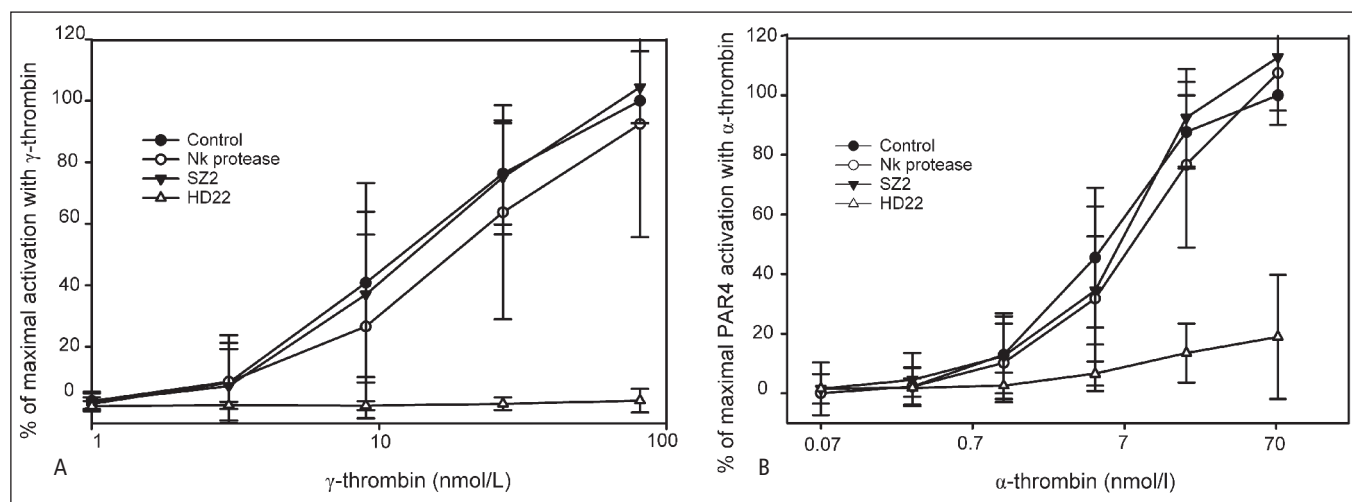 % of maximal activation with γ-thrombin
120
100
80
60
40
20
0
Control
Nk protease
SZ2
HD22
1
10
100
γ-thrombin (nmol/L)
A
% of maximal PAR4 activation with α-thrombin
120
100
80
60
40
20
0
Control
Nk protease
SZ2
HD22
0.07
0.7
7
70
α-thrombin (nmol/l)
B